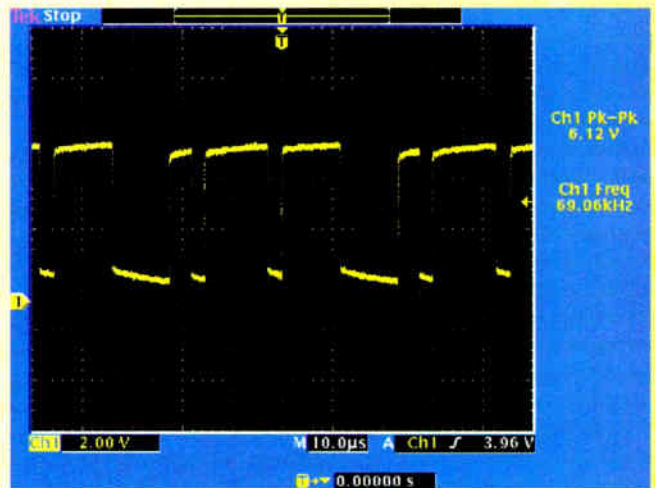 Tek Stop
T
T
Ch1 Pk-Pk
6.12 V
Ch1 Freq
69.06kHz
1
Ch1 2.00 V M 10.0µs A Ch1 ∫ 3.96 V
T→▼ 0.00000 s